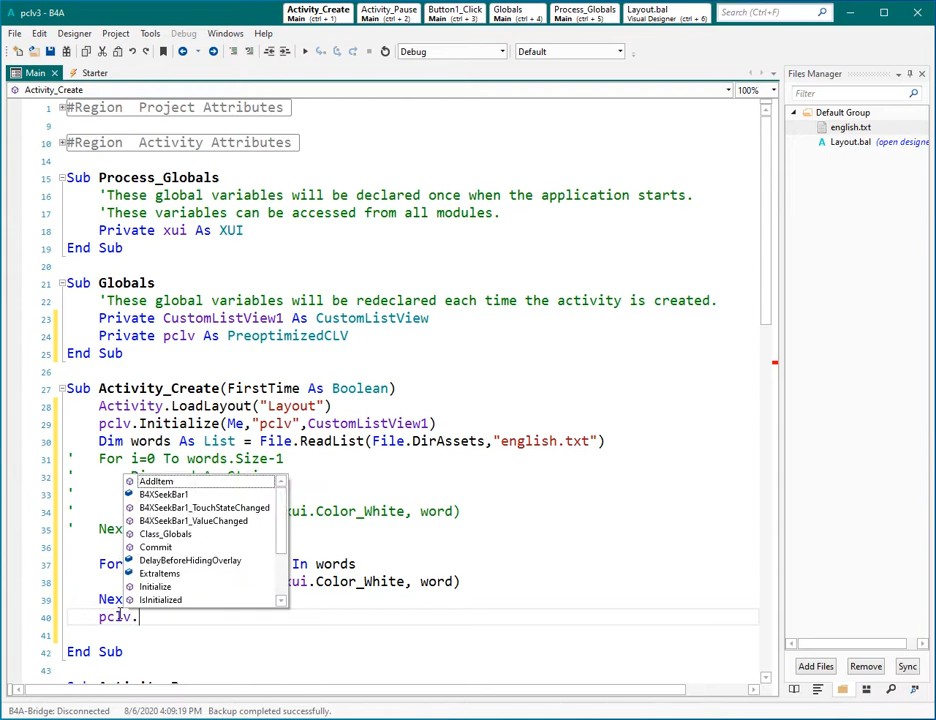 pclv3 - B4A
Activity_Create
Main (ctrl + 1)
Activity_Pause
Main (ctrl + 2)
Button1_Click
Main (ctrl + 3)
Globals
Main (ctrl + 4)
Process_Globals
Main (ctrl + 5)
Layout.bal
Visual Designer (ctrl + 6)
Search (Ctrl+F)
File Edit Designer Project Tools Debug Windows Help
Debug
Default
Main
Starter
Activity_Create
100%
1 #Region Project Attributes
9
10 #Region Activity Attributes
14
15 Sub Process_Globals
16 'These global variables will be declared once when the application starts.
17 'These variables can be accessed from all modules.
18 Private xui As XUI
19 End Sub
20
21 Sub Globals
22 'These global variables will be redeclared each time the activity is created.
23 Private CustomListView1 As CustomListView
24 Private pclv As PreoptimizedCLV
25 End Sub
26
27 Sub Activity_Create(FirstTime As Boolean)
28 Activity.LoadLayout("Layout")
29 pclv.Initialize(Me,"pclv",CustomListView1)
30 Dim words As List = File.ReadList(File.DirAssets,"english.txt")
31 ' For i=0 To words.Size-1
32 '
33 '
34 ' xui.Color_White, word)
35 ' Nex
36
37 For In words
38 xui.Color_White, word)
39 Nex
40 pclv.
41
42 End Sub
43
AddItem
B4XSeekBar1
B4XSeekBar1_TouchStateChanged
B4XSeekBar1_ValueChanged
Class_Globals
Commit
DelayBeforeHidingOverlay
ExtraItems
Initialize
IsInitialized
Files Manager
Filter
Default Group
english.txt
Layout.bal (open designe
Add Files
Remove
Sync
B4A-Bridge: Disconnected 8/6/2020 4:09:19 PM Backup completed successfully.